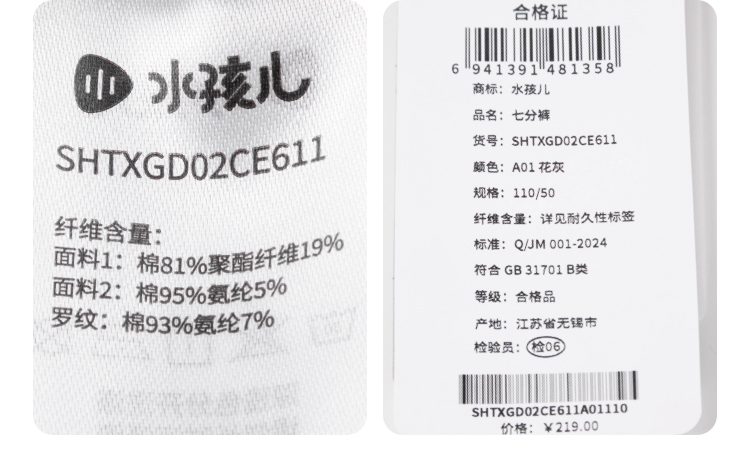 水孩儿
SHTXGD02CE611
纤维含量：
面料1：棉81%聚酯纤维19%
面料2：棉95%氨纶5%
罗纹：棉93%氨纶7%
合格证
6 941391 481358
商标：水孩儿
品名：七分裤
货号：SHTXGD02CE611
颜色：A01 花灰
规格：110/50
纤维含量：详见耐久性标签
标准：Q/JM 001-2024
符合 GB 31701 B类
等级：合格品
产地：江苏省无锡市
检验员：检06
SHTXGD02CE611A01110
价格：￥219.00